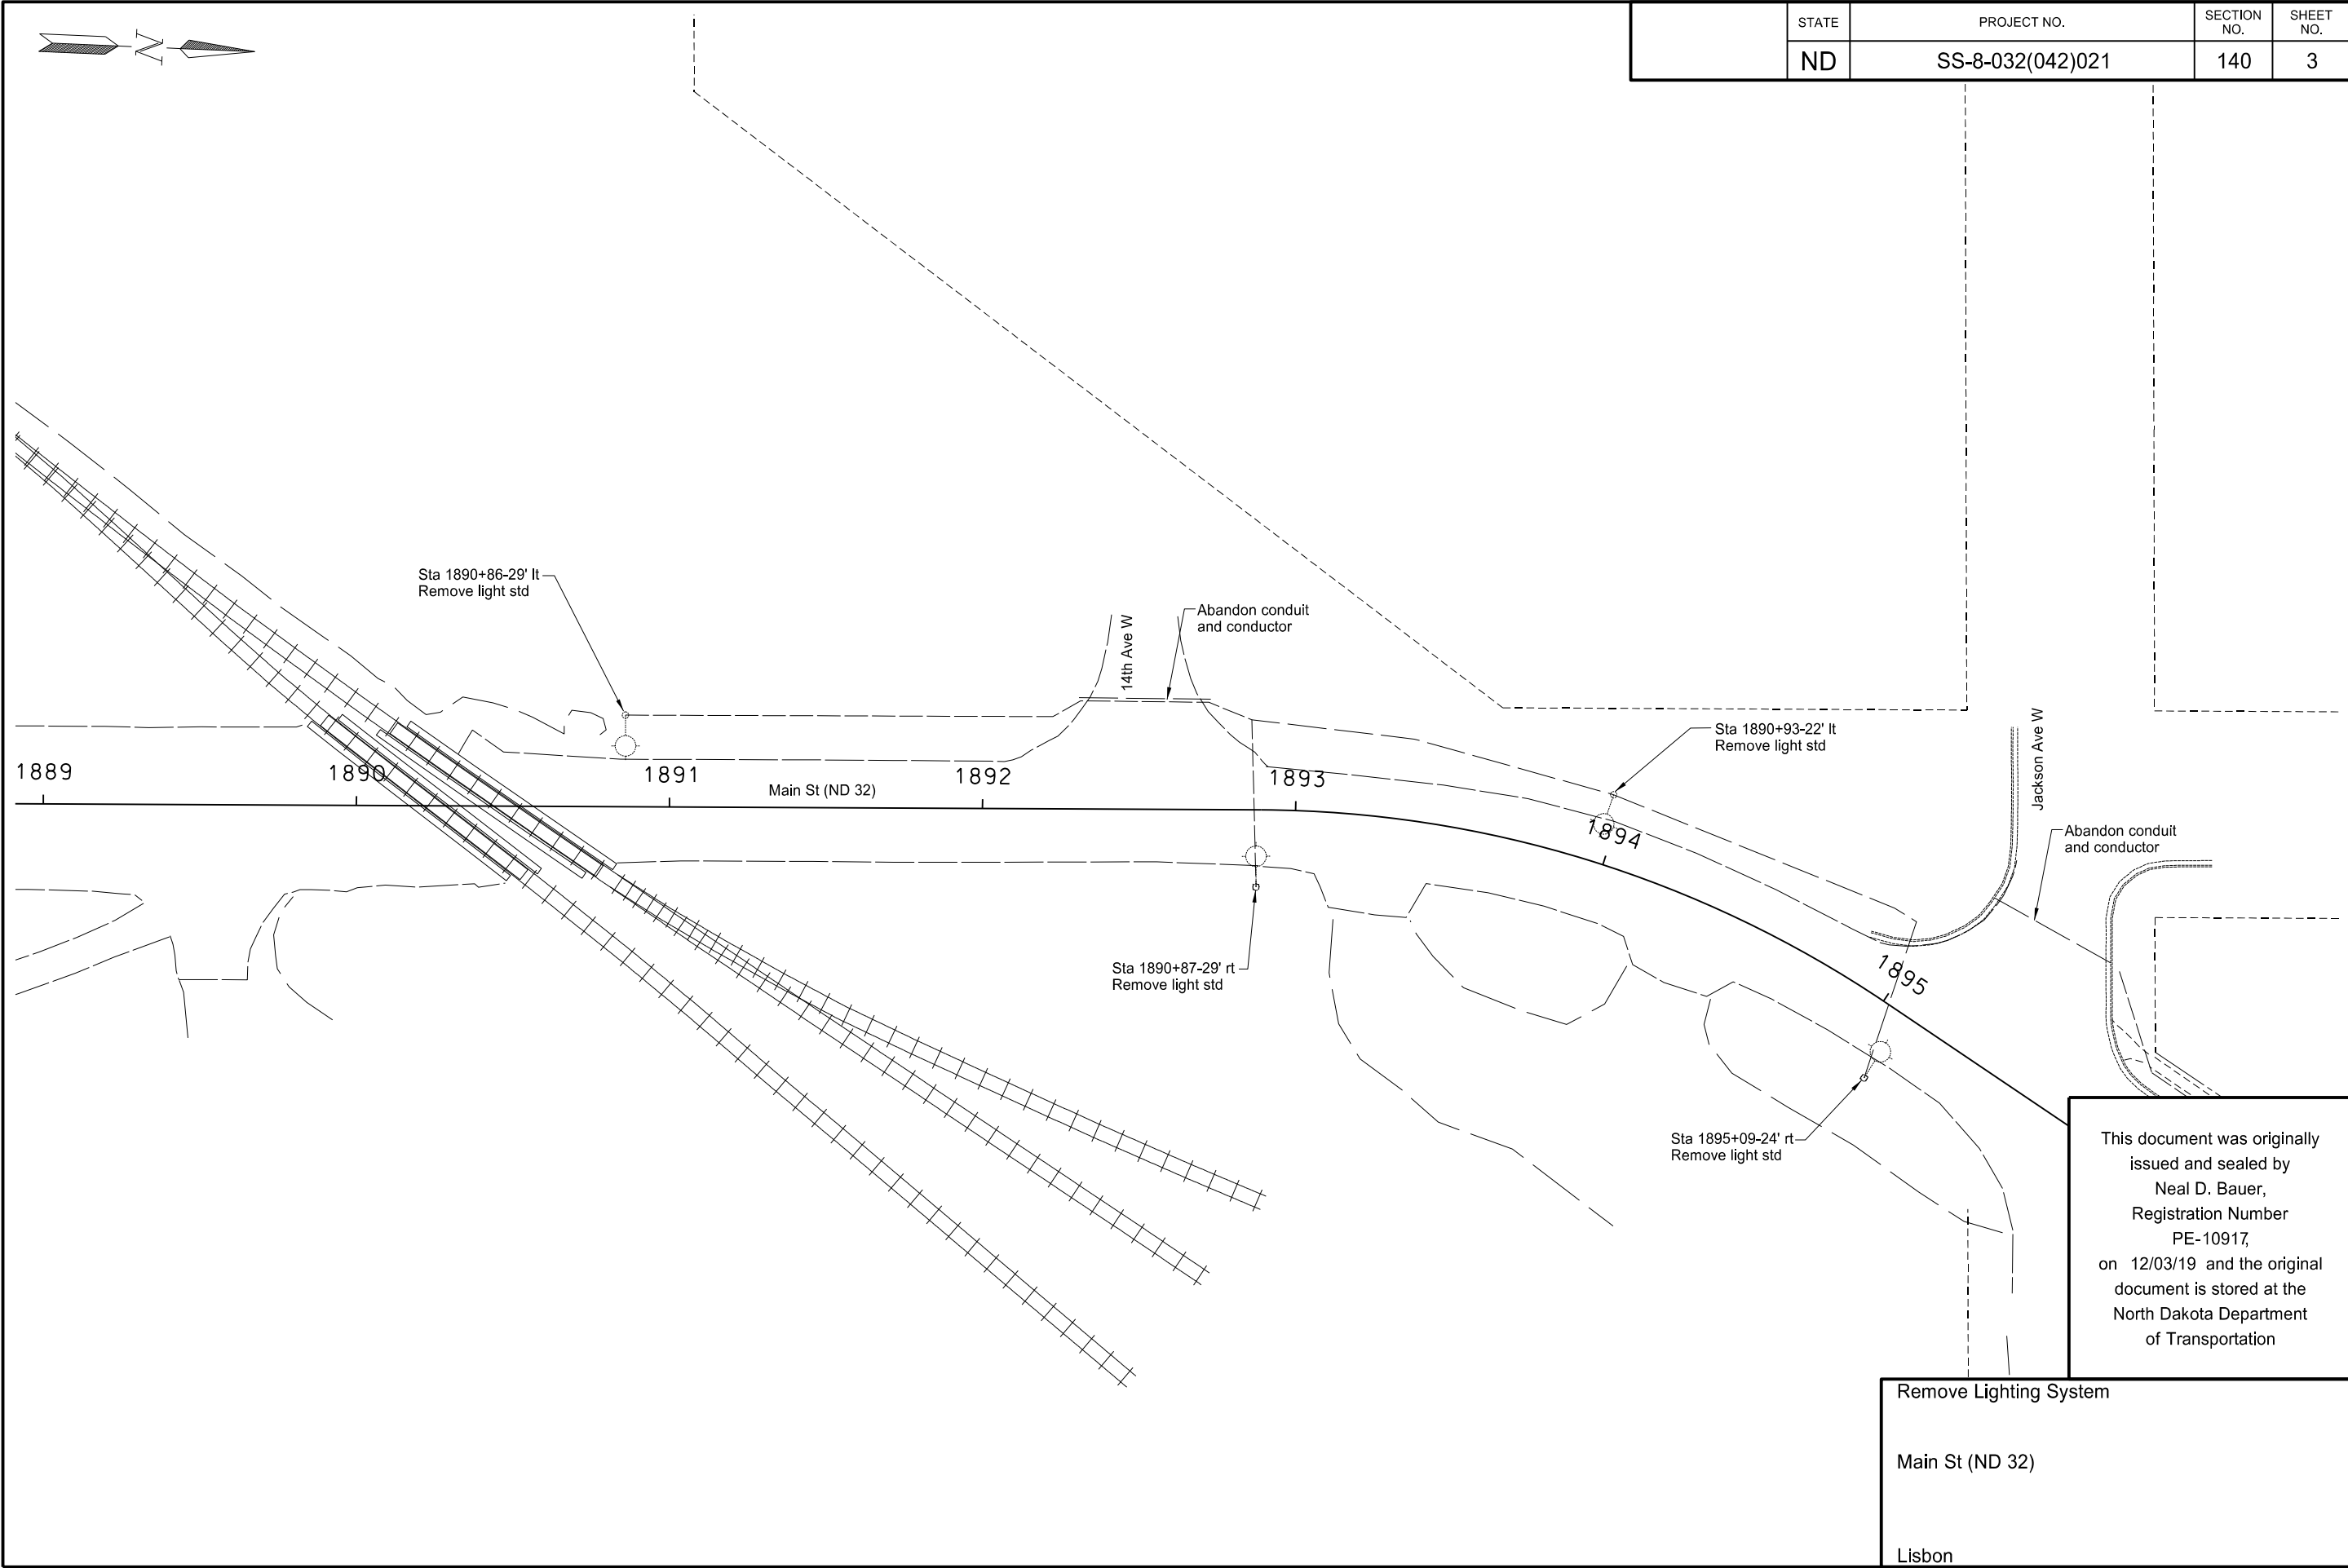 N
STATE
PROJECT NO.
SECTION
NO.
SHEET
NO.
ND
SS-8-032(042)021
140
3
Sta 1890+86-29' lt
Remove light std
14th Ave W
Abandon conduit
and conductor
Sta 1890+93-22' lt
Remove light std
Jackson Ave W
1889
1890
1891
1892
1893
1894
1895
Main St (ND 32)
Abandon conduit
and conductor
Sta 1890+87-29' rt
Remove light std
Sta 1895+09-24' rt
Remove light std
This document was originally
issued and sealed by
Neal D. Bauer,
Registration Number
PE-10917,
on 12/03/19 and the original
document is stored at the
North Dakota Department
of Transportation
Remove Lighting System
Main St (ND 32)
Lisbon